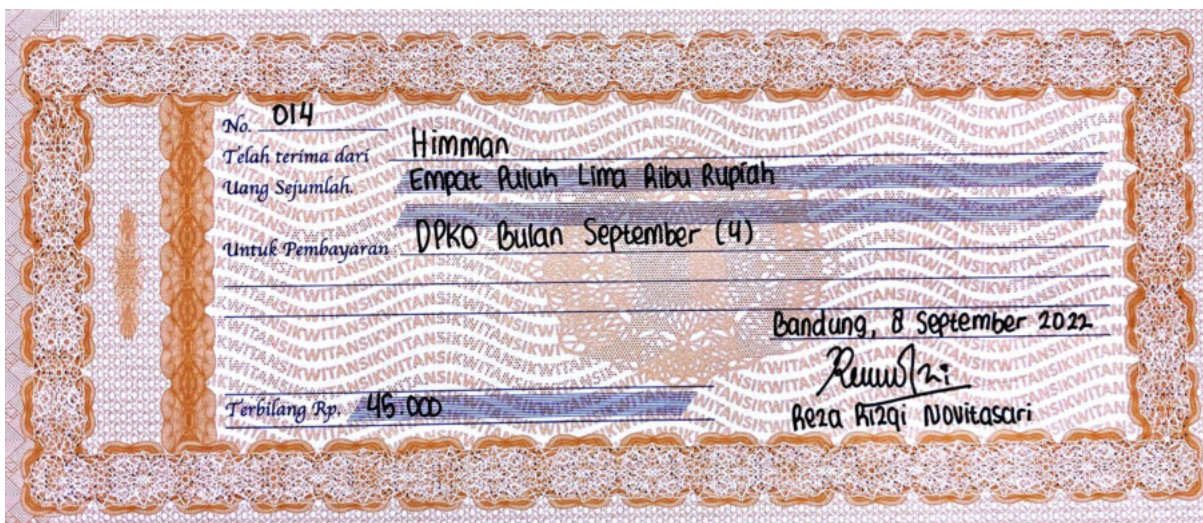 No. 014
Telah terima dari Himman
Uang Sejumlah. Empat Puluh Lima Ribu Rupiah
Untuk Pembayaran DPKO Bulan September (4)
Bandung, 8 September 2022
Terbilang Rp. 45.000
Reza Rizqi Novitasari